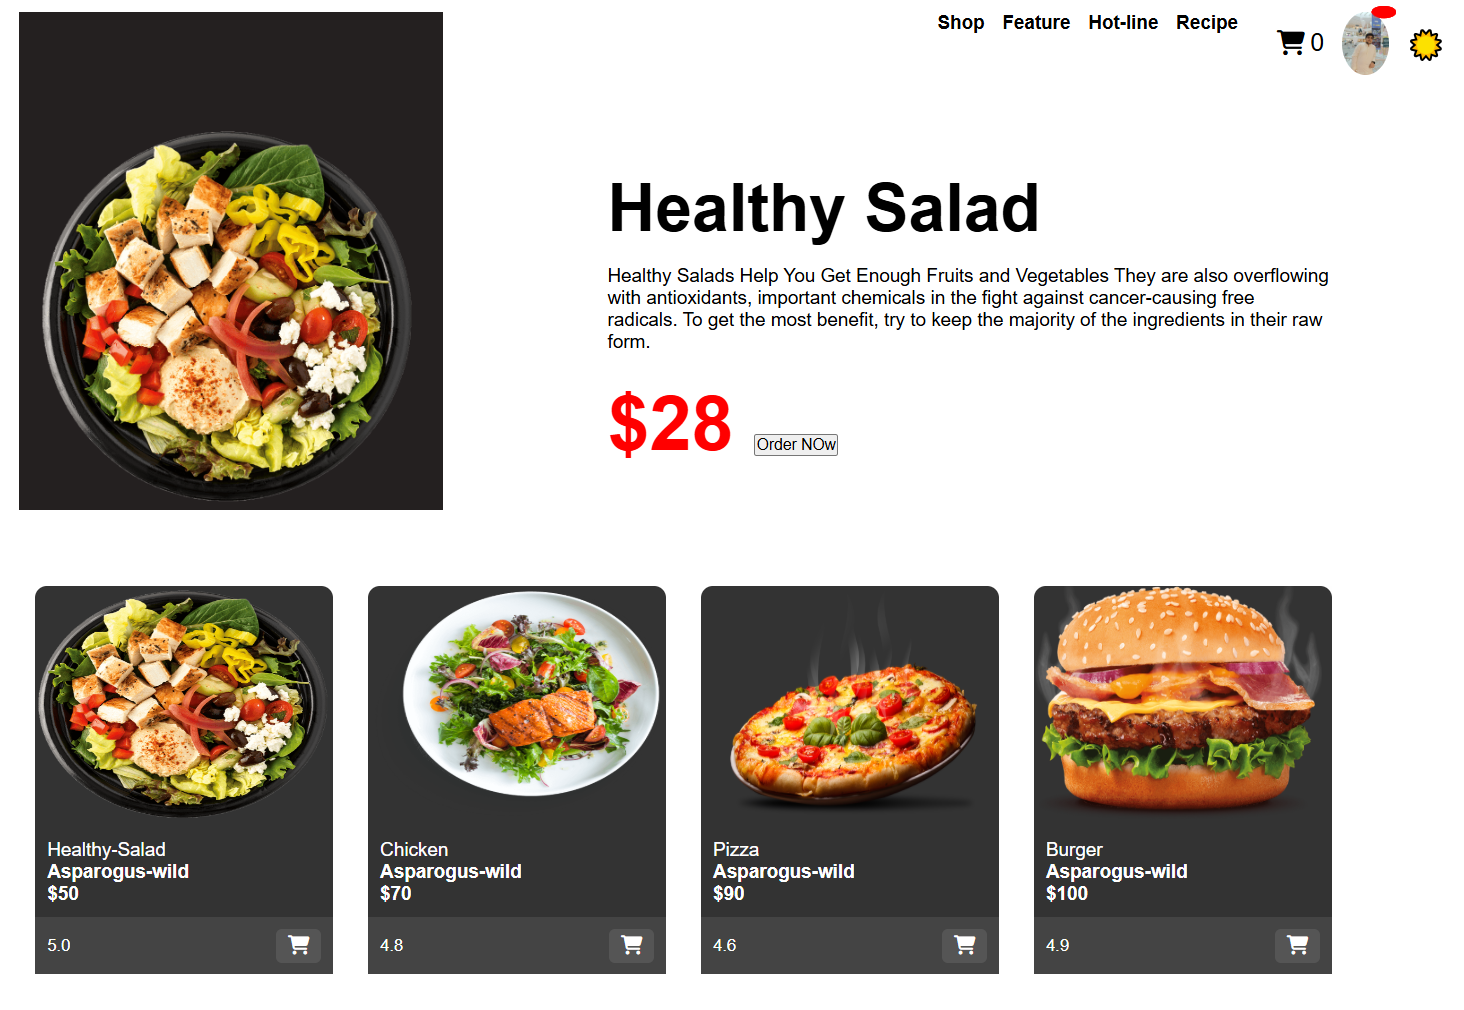 Shop Feature Hot-line Recipe 0
Healthy Salad
Healthy Salads Help You Get Enough Fruits and Vegetables They are also overflowing
with antioxidants, important chemicals in the fight against cancer-causing free
radicals. To get the most benefit, try to keep the majority of the ingredients in their raw
form.
$28 Order NOw
Healthy-Salad
Asparogus-wild
$50
5.0
Chicken
Asparogus-wild
$70
4.8
Pizza
Asparogus-wild
$90
4.6
Burger
Asparogus-wild
$100
4.9